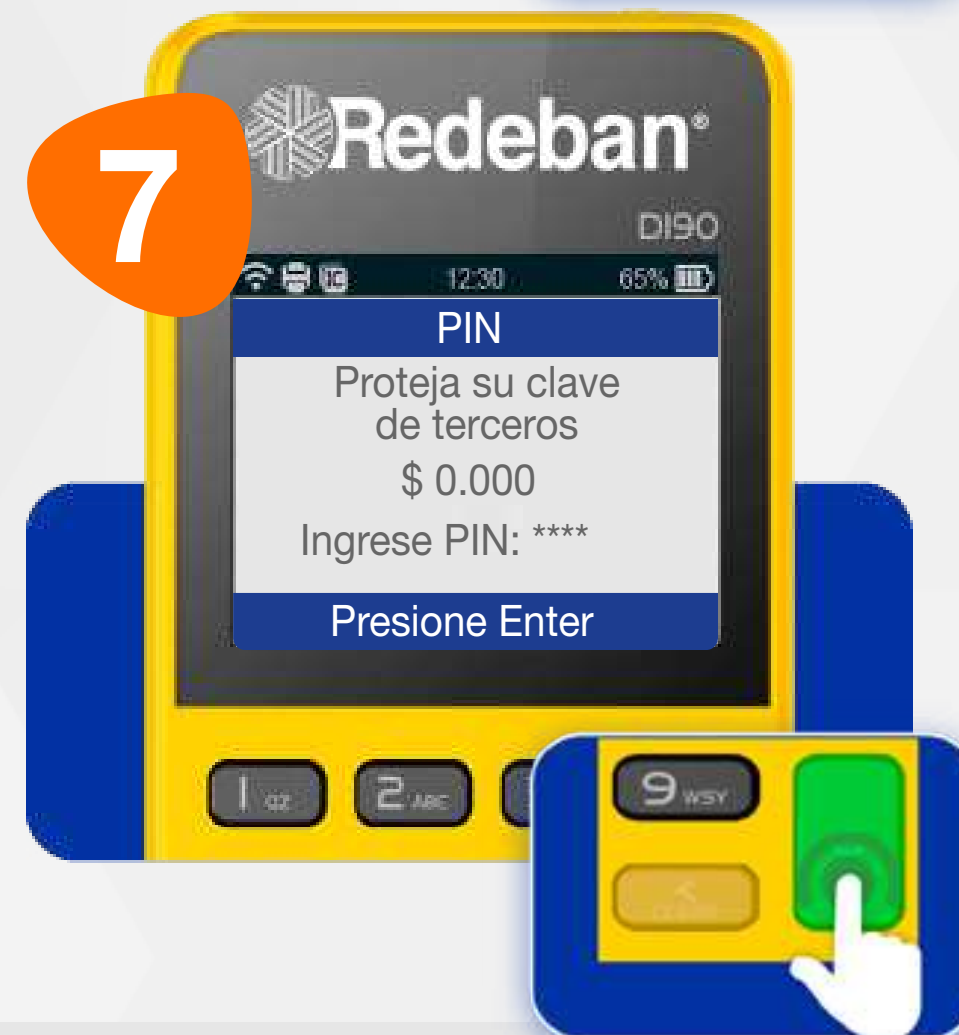 7
Redeban®
DI90
12:30 65%
PIN
Proteja su clave
de terceros
$ 0.000
Ingrese PIN: ****
Presione Enter
1 QZ 2 ABC
9 WSY